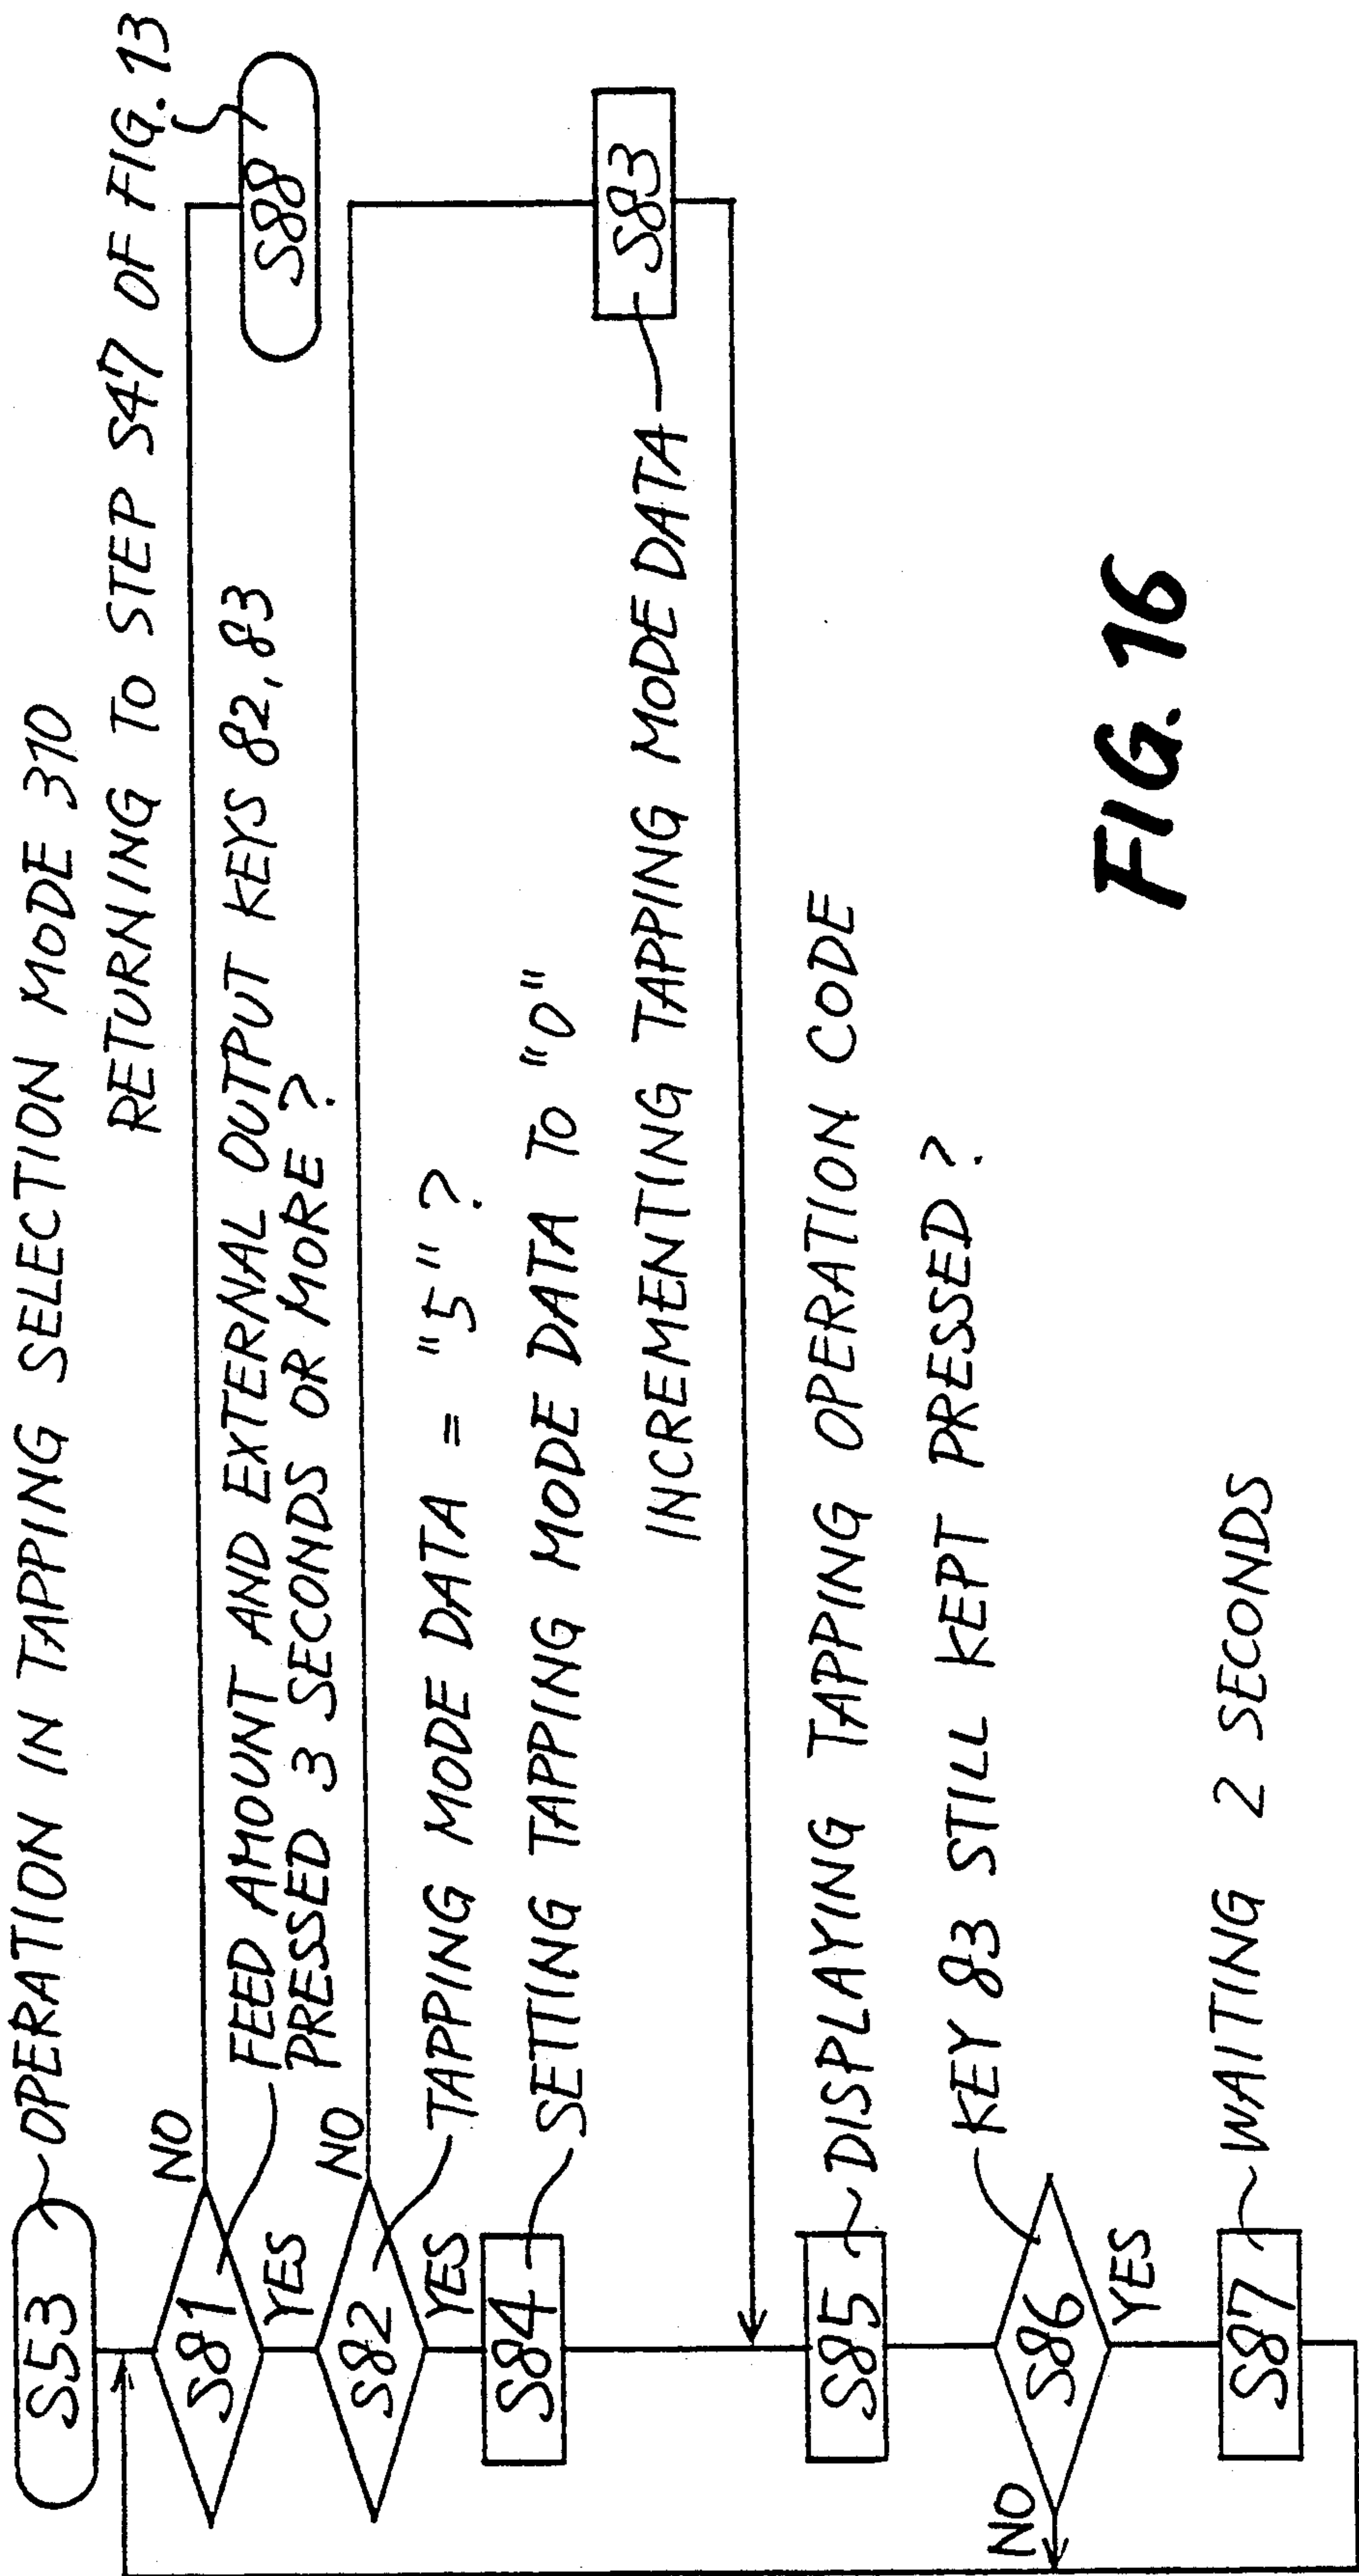 S53
OPERATION IN TAPPING SELECTION MODE 310
RETURNING TO STEP S47 OF FIG. 13
NO
S81
FEED AMOUNT AND EXTERNAL OUTPUT KEYS 82, 83
PRESSED 3 SECONDS OR MORE ?
S88
YES
NO
S82
TAPPING MODE DATA = "5" ?
YES
S84
SETTING TAPPING MODE DATA TO "0"
INCREMENTING TAPPING MODE DATA
S83
S85
DISPLAYING TAPPING OPERATION CODE
NO
S86
KEY 83 STILL KEPT PRESSED ?
YES
S87
WAITING 2 SECONDS
FIG. 16